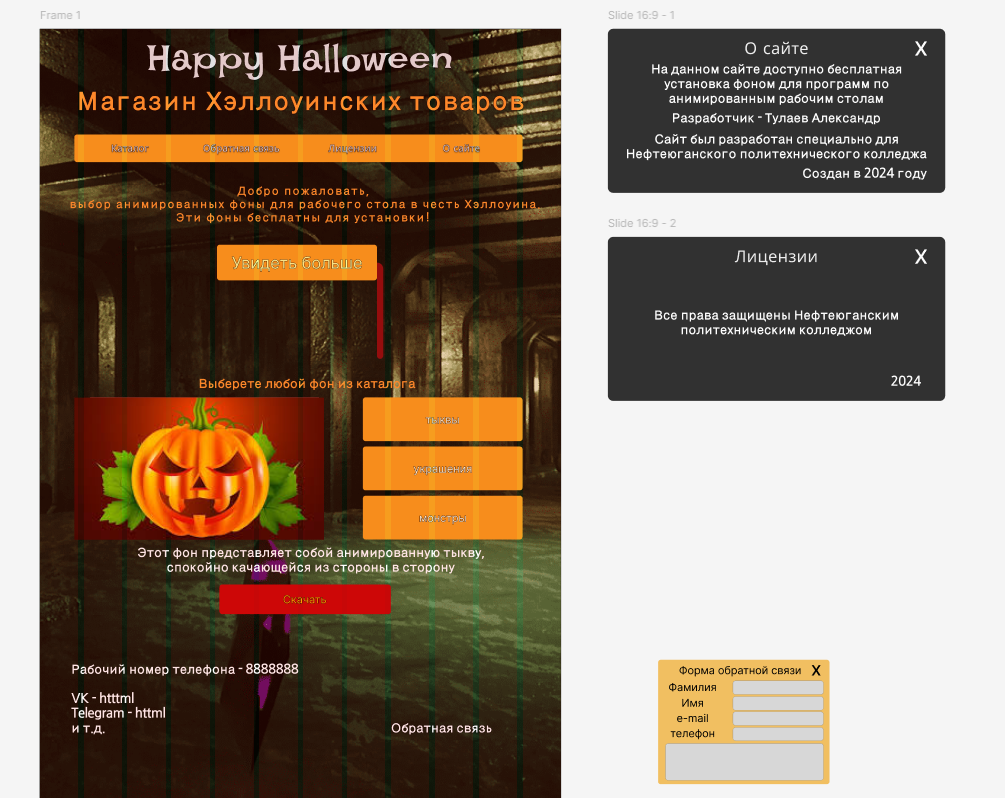 Frame 1
Happy Halloween
Магазин Хэллоуинских товаров
Каталог
Обратная связь
Лицензии
О сайте
Добро пожаловать,
выбор анимированных фоны для рабочего стола в честь Хэллоуина
Эти фоны бесплатны для установки!
Увидеть больше
Выберете любой фон из каталога
тыквы
украшения
монстры
Этот фон представляет собой анимированную тыкву,
спокойно качающейся из стороны в сторону
Скачать
Рабочий номер телефона - 8888888
VK - htttml
Telegram - html
и т.д.
Обратная связь
Slide 16:9 - 1
О сайте
X
На данном сайте доступно бесплатная
установка фоном для программ по
анимированным рабочим столам
Разработчик - Тулаев Александр
Сайт был разработан специально для
Нефтеюганского политехнического колледжа
Создан в 2024 году
Slide 16:9 - 2
Лицензии
X
Все права защищены Нефтеюганским
политехническим колледжом
2024
Форма обратной связи
X
Фамилия
Имя
e-mail
телефон